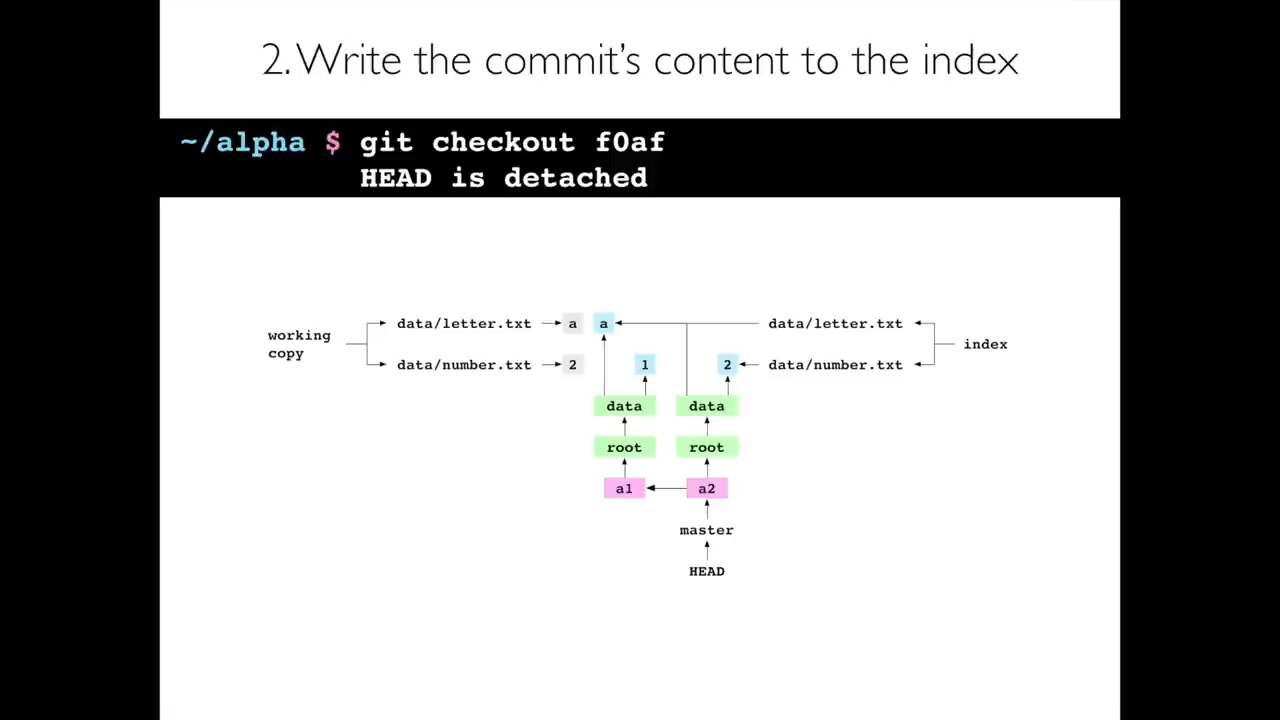 2. Write the commit's content to the index
~/alpha $ git checkout f0af
HEAD is detached
working
copy
data/letter.txt
a
a
data/letter.txt
index
data/number.txt
2
1
2
data/number.txt
data
data
root
root
a1
a2
master
HEAD